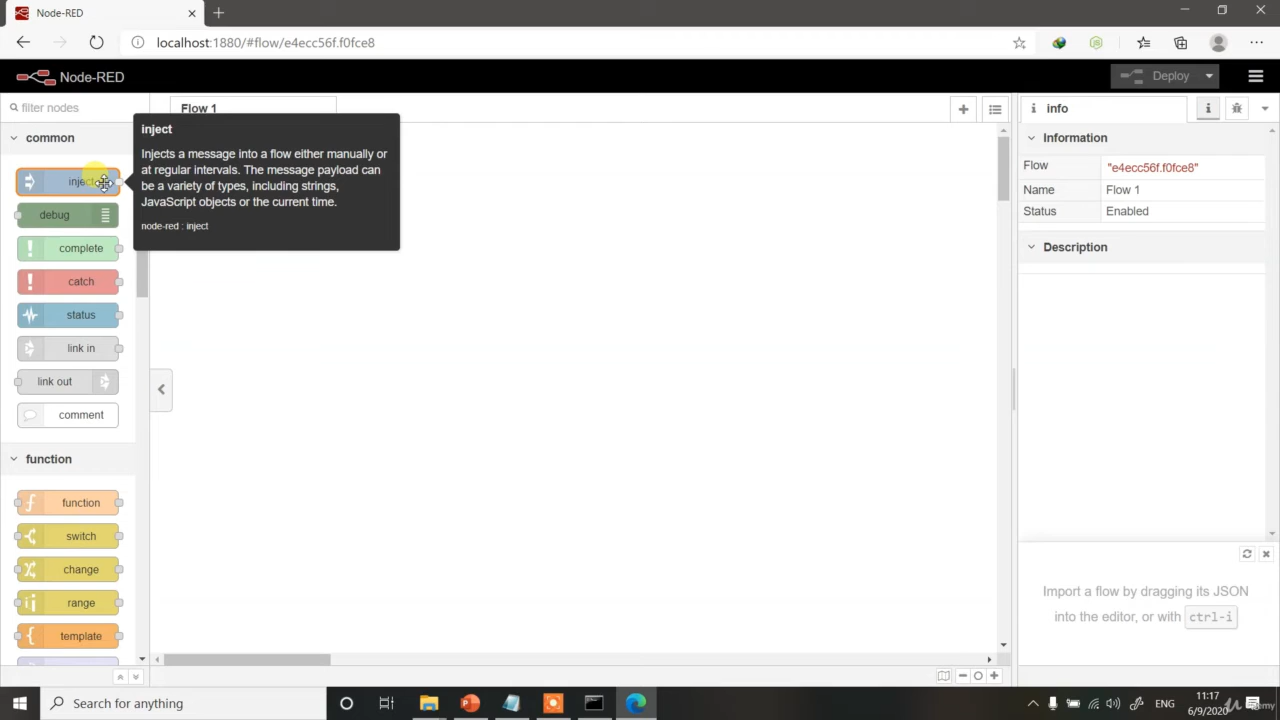 Node-RED
localhost:1880/#flow/e4ecc56f.f0fce8
Node-RED
Deploy
filter nodes
Flow 1
info
common
inject
Injects a message into a flow either manually or
at regular intervals. The message payload can
be a variety of types, including strings,
JavaScript objects or the current time.
node-red : inject
inject
debug
complete
catch
status
link in
link out
comment
function
function
switch
change
range
template
Information
Flow "e4ecc56f.f0fce8"
Name Flow 1
Status Enabled
Description
Import a flow by dragging its JSON
into the editor, or with ctrl-i
Search for anything
ENG
11:17
6/9/2020